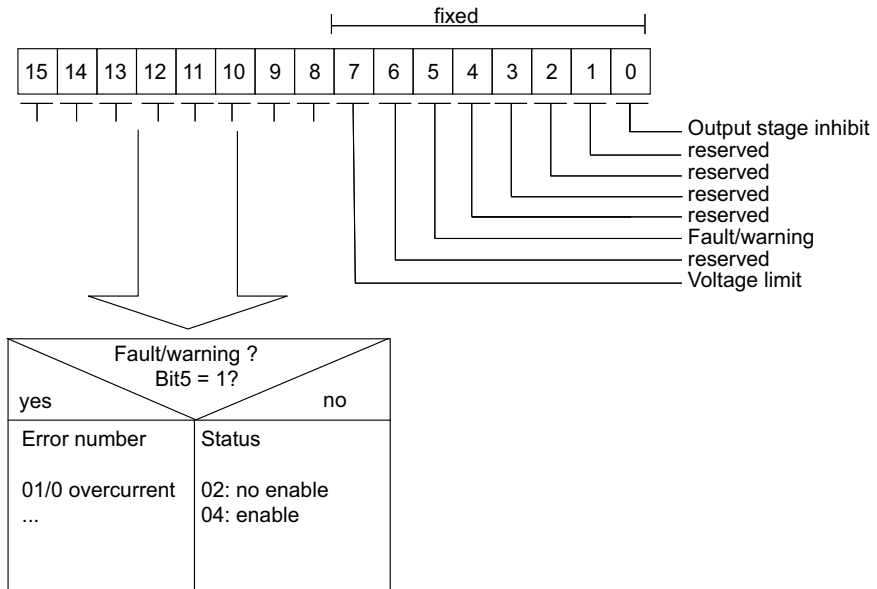 fixed
15 14 13 12 11 10 9 8 7 6 5 4 3 2 1 0
Output stage inhibit
reserved
reserved
reserved
reserved
Fault/warning
reserved
Voltage limit
Fault/warning ?
Bit5 = 1?
yes
no
Error number
01/0 overcurrent
...
Status
02: no enable
04: enable